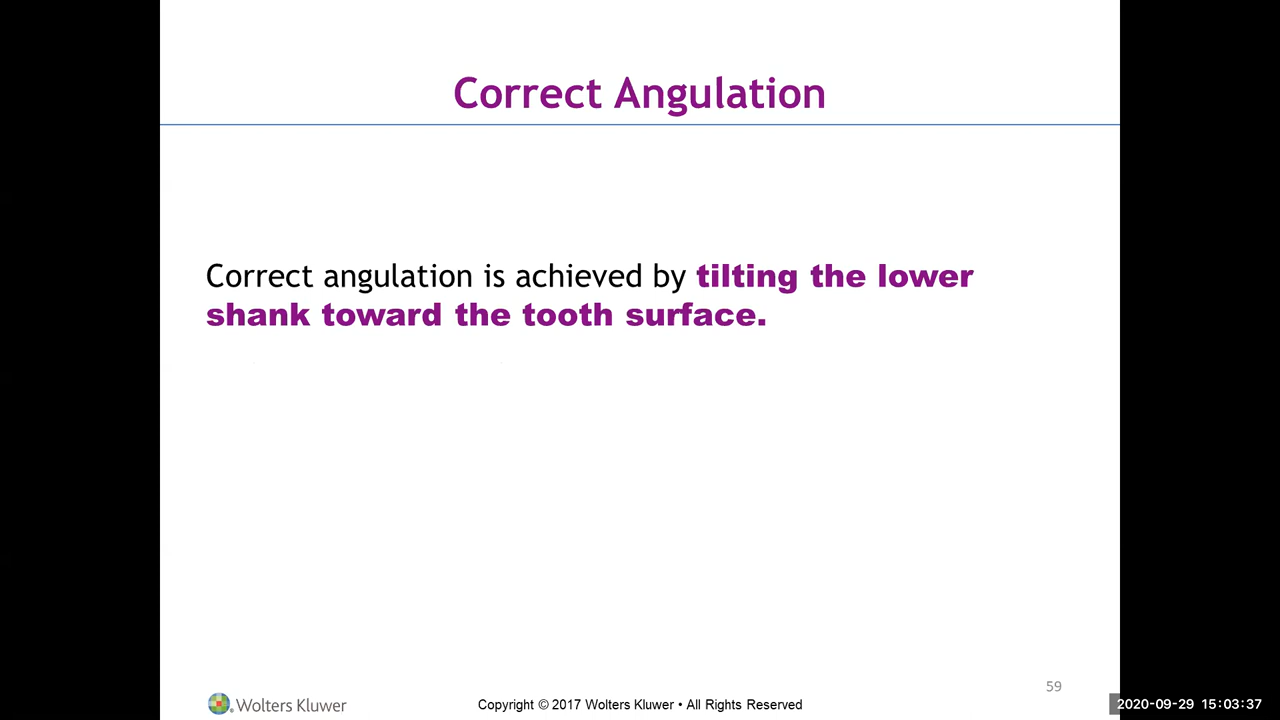 Correct Angulation
Correct angulation is achieved by tilting the lower
shank toward the tooth surface.
59
Wolters Kluwer
Copyright © 2017 Wolters Kluwer • All Rights Reserved
2020-09-29 15:03:37